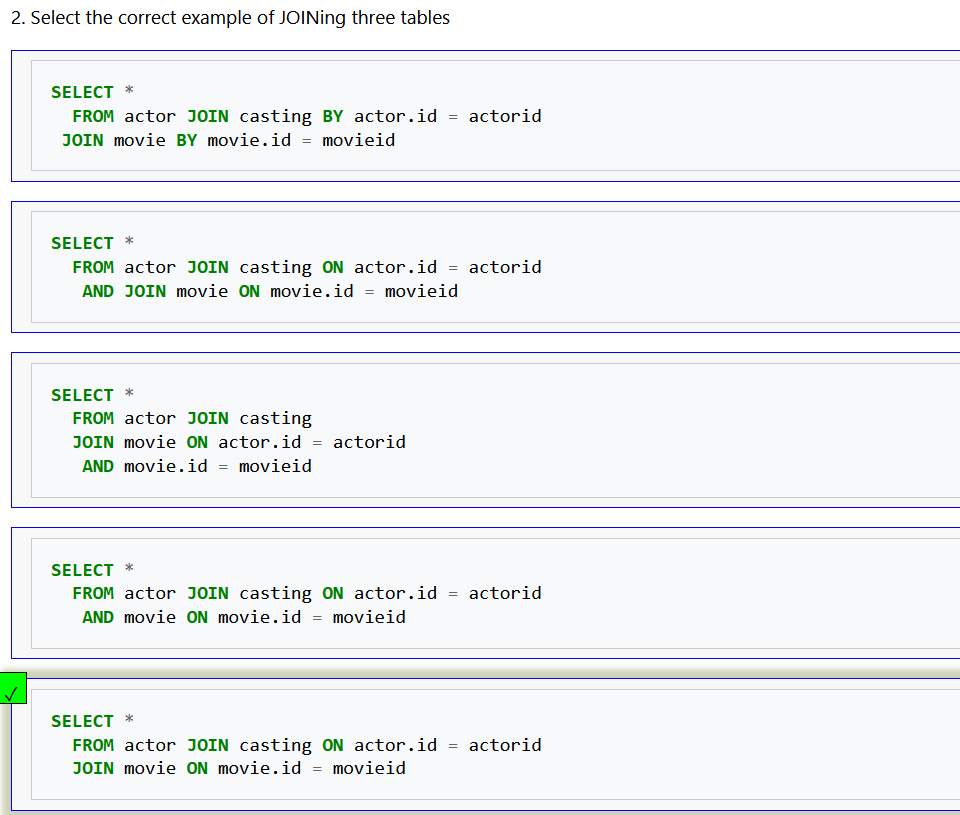 2. Select the correct example of JOINing three tables
SELECT *
FROM actor JOIN casting BY actor.id = actorid
JOIN movie BY movie.id = movieid
SELECT *
FROM actor JOIN casting ON actor.id = actorid
AND JOIN movie ON movie.id = movieid
SELECT *
FROM actor JOIN casting
JOIN movie ON actor.id = actorid
AND movie.id = movieid
SELECT *
FROM actor JOIN casting ON actor.id = actorid
AND movie ON movie.id = movieid
✓
SELECT *
FROM actor JOIN casting ON actor.id = actorid
JOIN movie ON movie.id = movieid